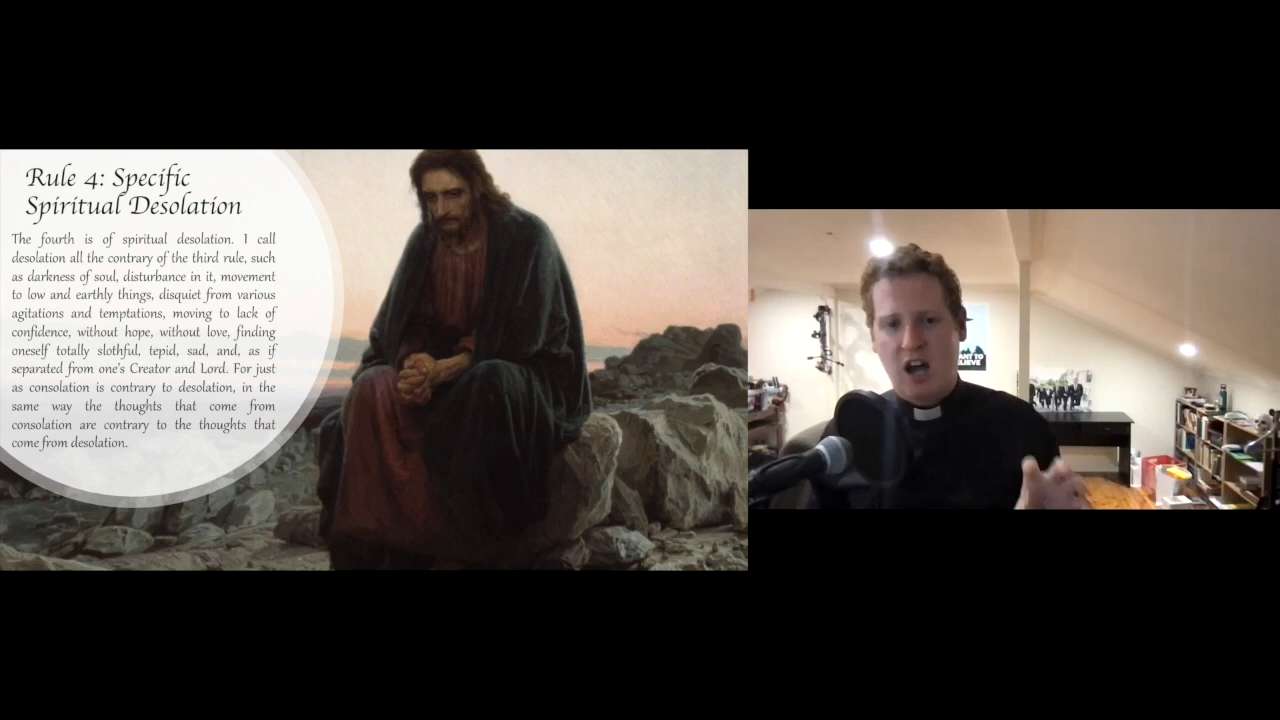 Rule 4: Specific
Spiritual Desolation
The fourth is of spiritual desolation. I call
desolation all the contrary of the third rule, such
as darkness of soul, disturbance in it, movement
to low and earthly things, disquiet from various
agitations and temptations, moving to lack of
confidence, without hope, without love, finding
oneself totally slothful, tepid, sad, and, as if
separated from one's Creator and Lord. For just
as consolation is contrary to desolation, in the
same way the thoughts that come from
consolation are contrary to the thoughts that
come from desolation.